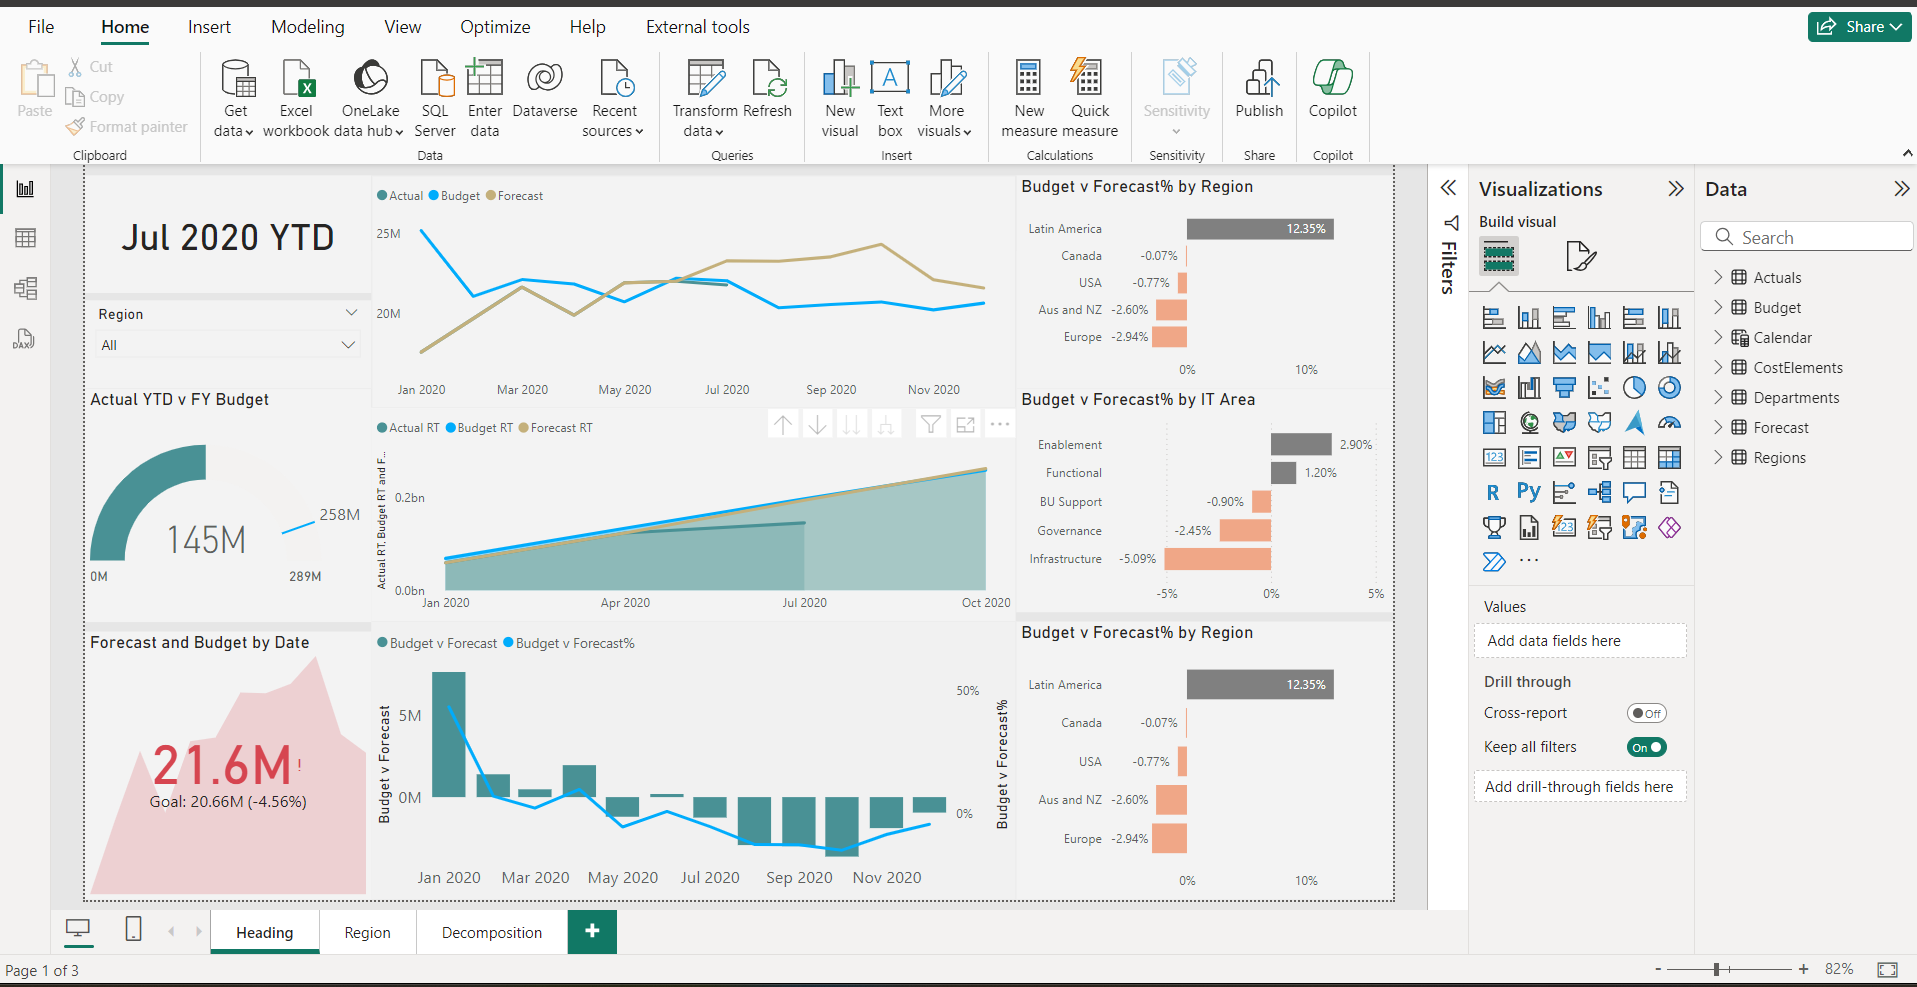 File Home Insert Modeling View Optimize Help External tools Share
Paste
Cut
Copy
Format painter
Clipboard
Get data
Excel workbook
OneLake data hub
SQL Server
Enter data
Dataverse
Recent sources
Data
Transform data
Refresh
Queries
New visual
Text box
More visuals
Insert
New measure
Quick measure
Calculations
Sensitivity
Sensitivity
Publish
Share
Copilot
Copilot
DAX
Jul 2020 YTD
Region
All
Actual YTD v FY Budget
145M
258M
0M
289M
Forecast and Budget by Date
21.6M!
Goal: 20.66M (-4.56%)
Actual Budget Forecast
25M
20M
Jan 2020 Mar 2020 May 2020 Jul 2020 Sep 2020 Nov 2020
Actual RT Budget RT Forecast RT
Actual RT, Budget RT and F...
0.2bn
0.0bn
Jan 2020 Apr 2020 Jul 2020 Oct 2020
Budget v Forecast Budget v Forecast%
Budget v Forecast
5M
0M
50%
0%
Budget v Forecast%
Jan 2020 Mar 2020 May 2020 Jul 2020 Sep 2020 Nov 2020
Budget v Forecast% by Region
Latin America 12.35%
Canada -0.07%
USA -0.77%
Aus and NZ -2.60%
Europe -2.94%
0% 10%
Budget v Forecast% by IT Area
Enablement 2.90%
Functional 1.20%
BU Support -0.90%
Governance -2.45%
Infrastructure -5.09%
-5% 0% 5%
Budget v Forecast% by Region
Latin America 12.35%
Canada -0.07%
USA -0.77%
Aus and NZ -2.60%
Europe -2.94%
0% 10%
Filters
Visualizations
Build visual
123
R Py
123
Values
Add data fields here
Drill through
Cross-report Off
Keep all filters On
Add drill-through fields here
Data
Search
Actuals
Budget
Calendar
CostElements
Departments
Forecast
Regions
Heading Region Decomposition +
Page 1 of 3
- + 82%